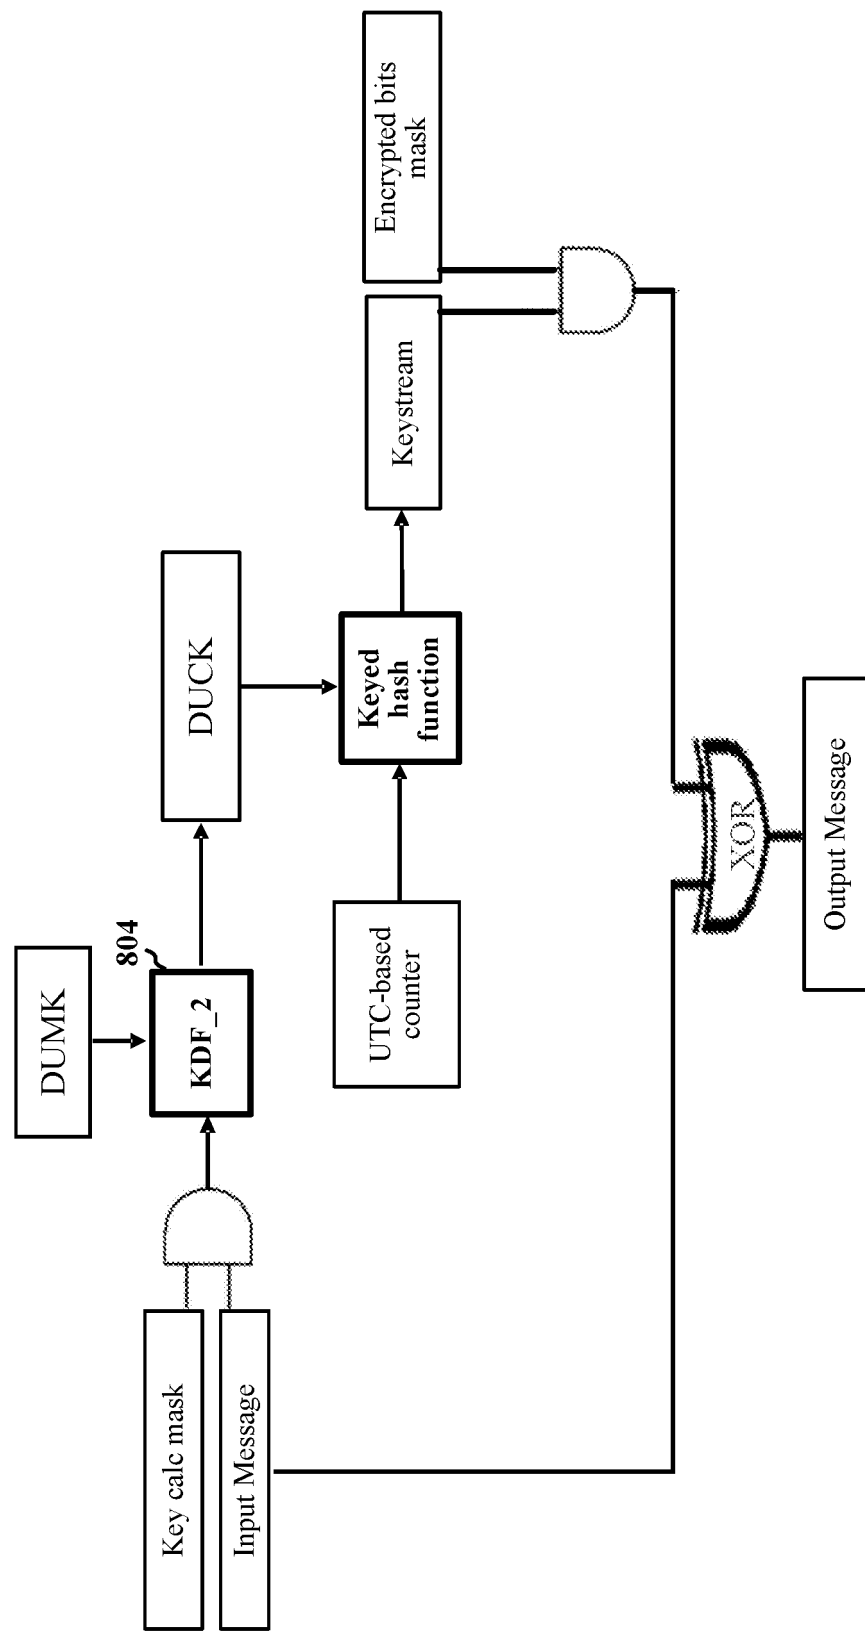 Key calc mask
Input Message
DUMK
KDF_2
804
DUCK
UTC-based
counter
Keyed
hash
function
Keystream
Encrypted bits
mask
XOR
Output Message